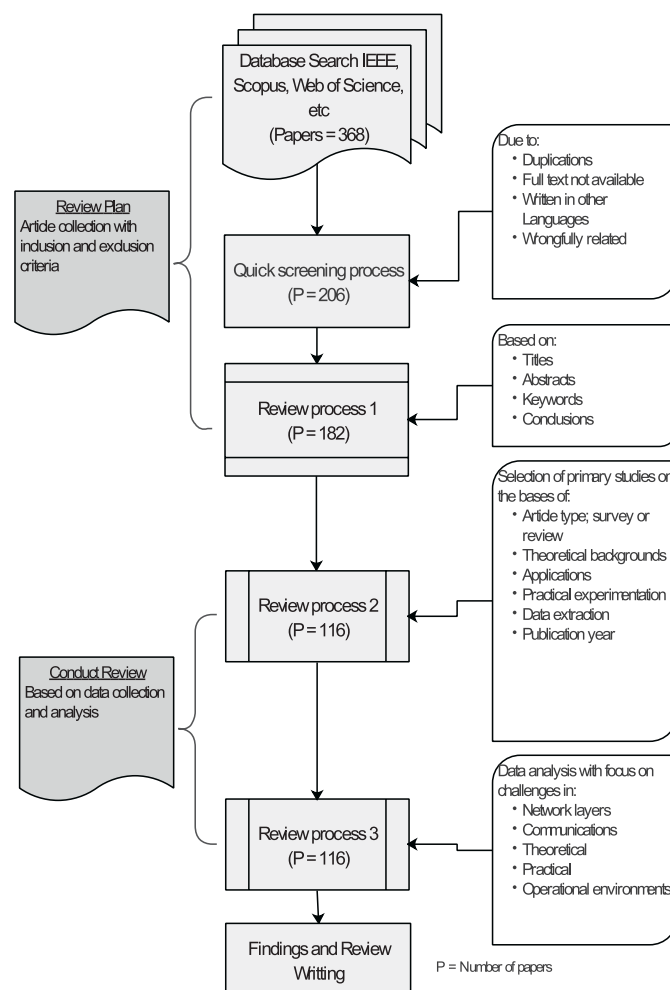 Database Search IEEE,
Scopus, Web of Science,
etc
(Papers = 368)
Due to:
• Duplications
• Full text not available
• Written in other
Languages
• Wrongfully related
Review Plan
Article collection with
inclusion and exclusion
criteria
Quick screening process
(P = 206)
Based on:
• Titles
• Abstracts
• Keywords
• Conclusions
Review process 1
(P = 182)
Selection of primary studies on
the bases of:
• Article type; survey or
review
• Theoretical backgrounds
• Applications
• Practical experimentation
• Data extraction
• Publication year
Review process 2
(P = 116)
Conduct Review
Based on data collection
and analysis
Data analysis with focus on
challenges in:
• Network layers
• Communications
• Theoretical
• Practical
• Operational environments
Review process 3
(P = 116)
Findings and Review
Writting
P = Number of papers